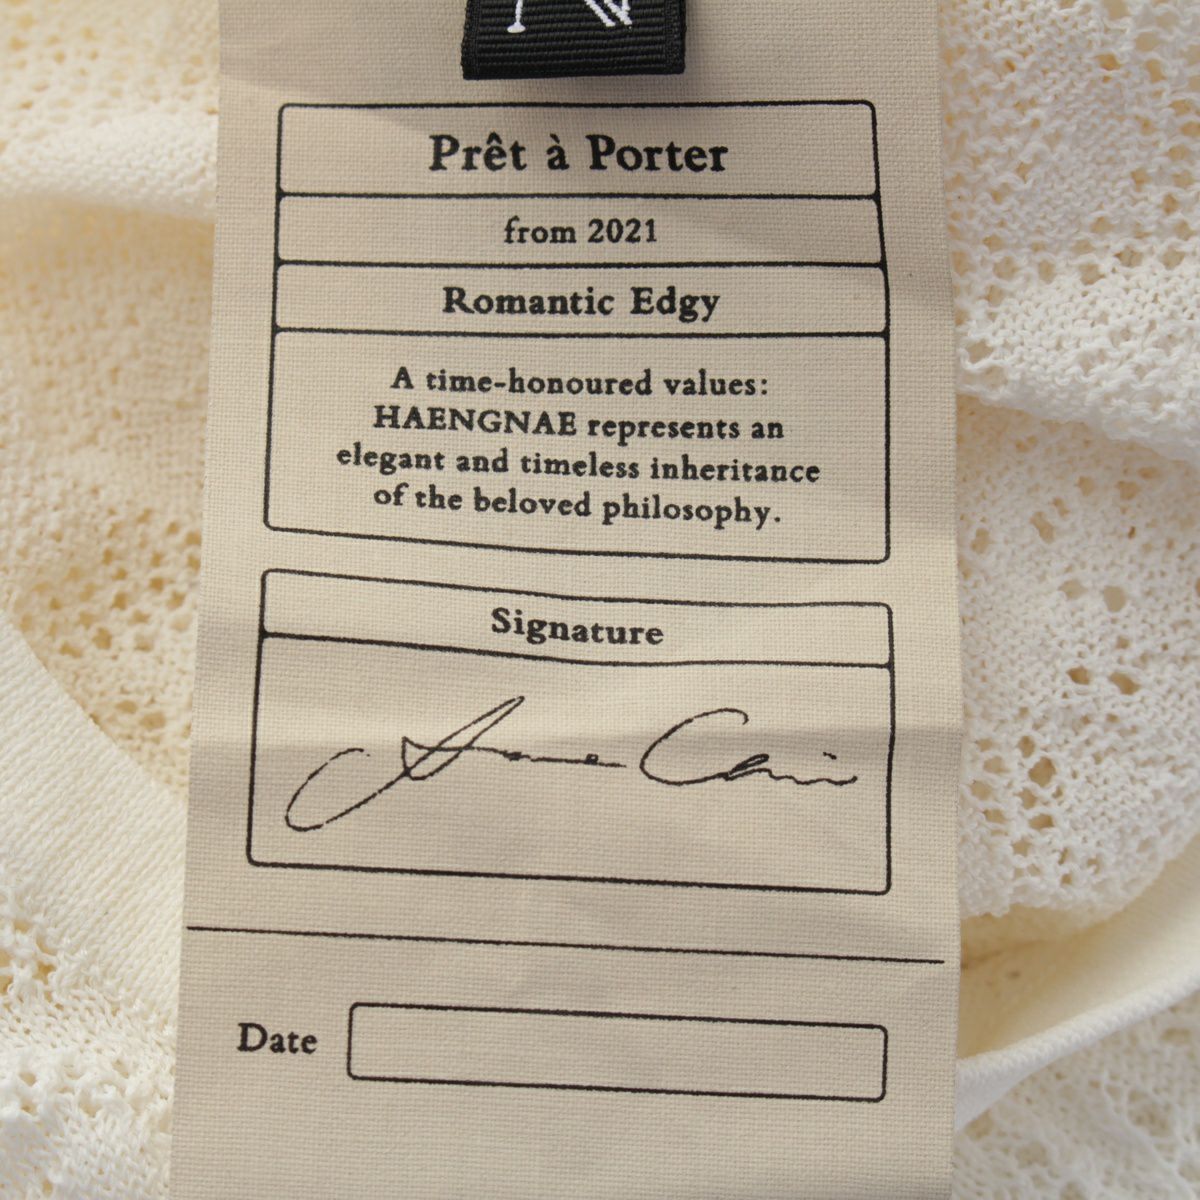 Prêt à Porter
from 2021
Romantic Edgy
A time-honoured values:
HAENGNAE represents an
elegant and timeless inheritance
of the beloved philosophy.
Signature
Date